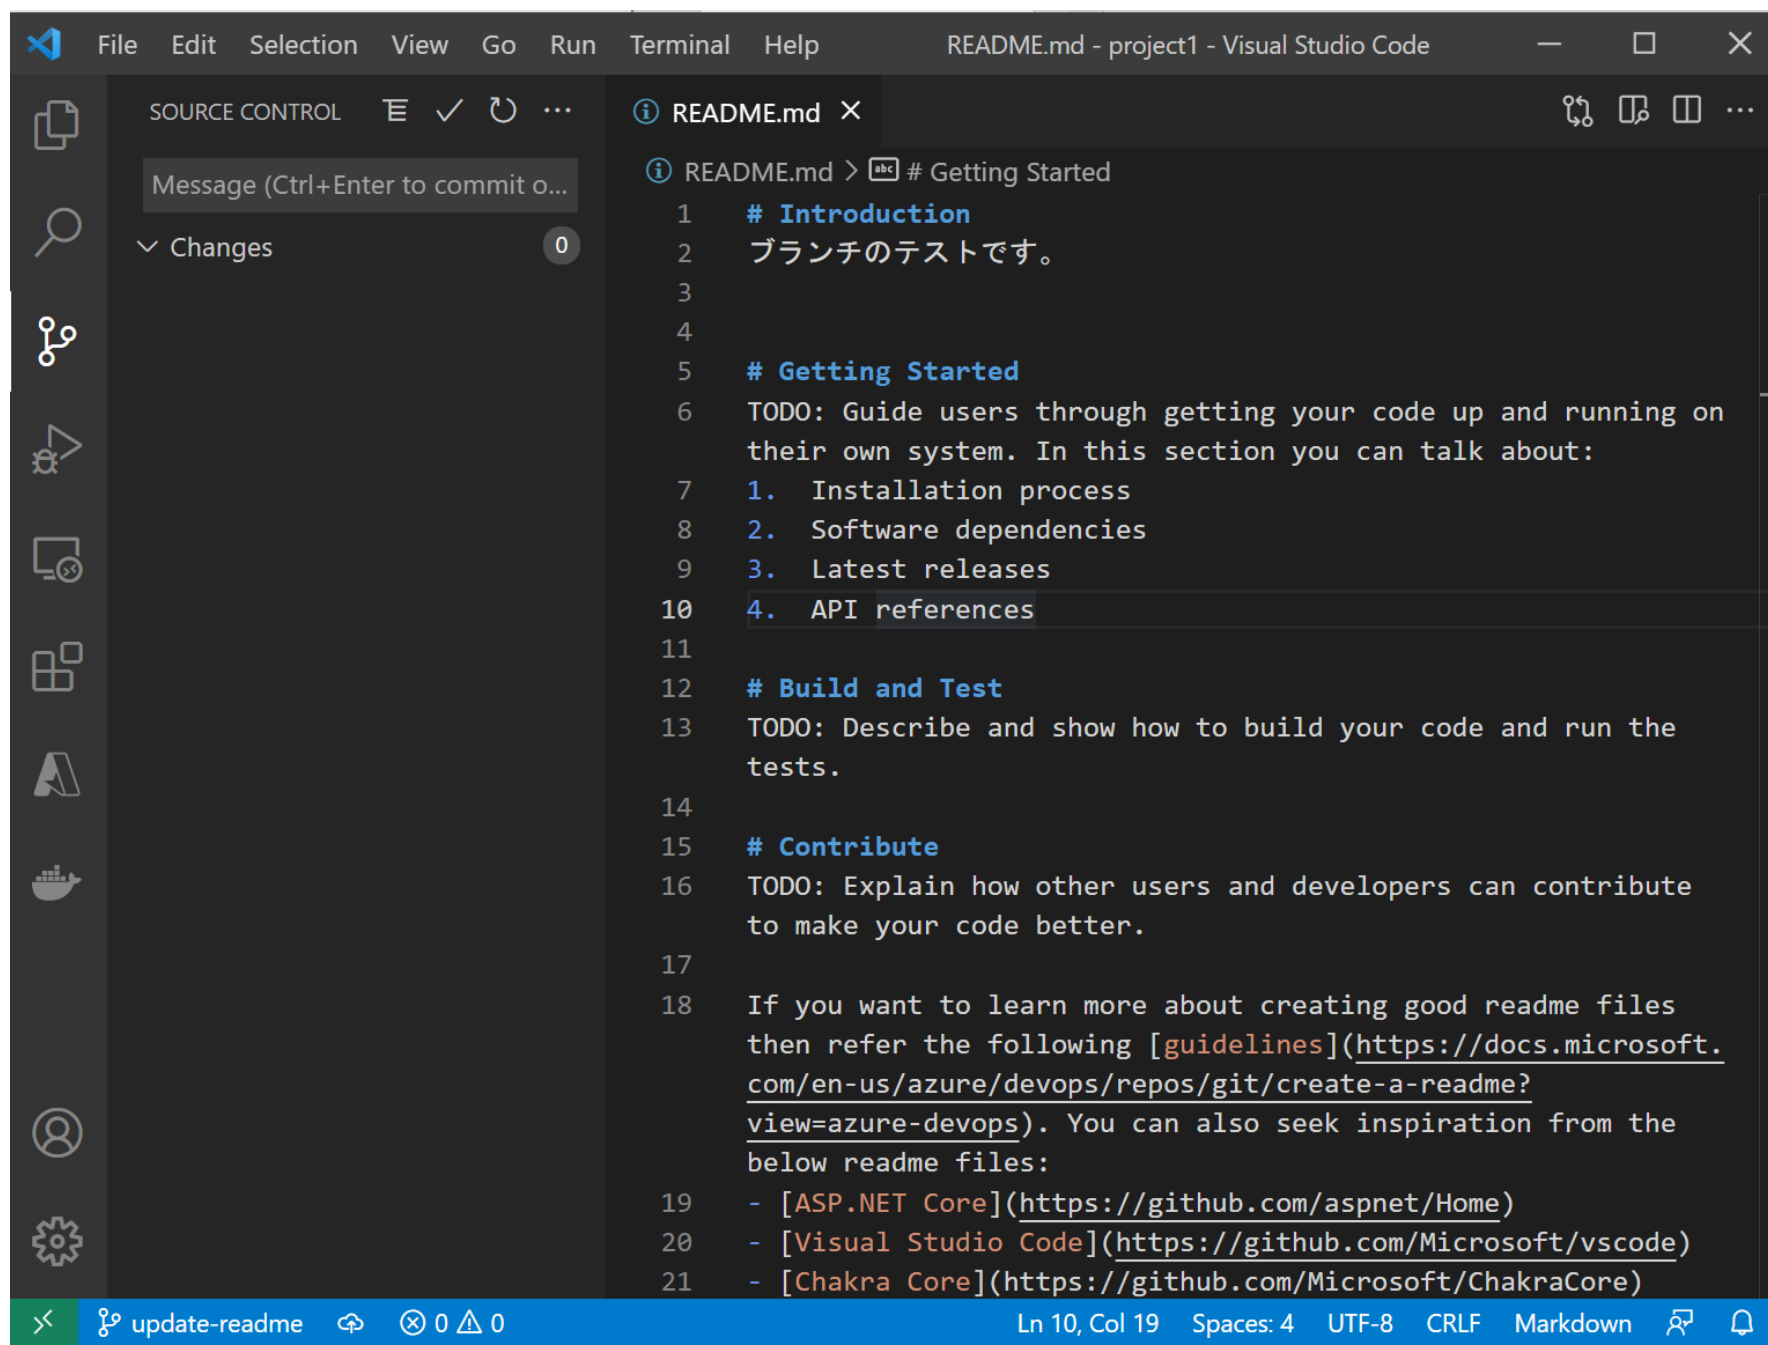 File Edit Selection View Go Run Terminal Help README.md - project1 - Visual Studio Code
SOURCE CONTROL
Message (Ctrl+Enter to commit o...
Changes 0
README.md
README.md > abc # Getting Started
1 # Introduction
2 ブランチのテストです。
3
4
5 # Getting Started
6 TODO: Guide users through getting your code up and running on
their own system. In this section you can talk about:
7 1. Installation process
8 2. Software dependencies
9 3. Latest releases
10 4. API references
11
12 # Build and Test
13 TODO: Describe and show how to build your code and run the
tests.
14
15 # Contribute
16 TODO: Explain how other users and developers can contribute
to make your code better.
17
18 If you want to learn more about creating good readme files
then refer the following [guidelines](https://docs.microsoft.
com/en-us/azure/devops/repos/git/create-a-readme?
view=azure-devops). You can also seek inspiration from the
below readme files:
19 - [ASP.NET Core](https://github.com/aspnet/Home)
20 - [Visual Studio Code](https://github.com/Microsoft/vscode)
21 - [Chakra Core](https://github.com/Microsoft/ChakraCore)
update-readme 0 0 Ln 10, Col 19 Spaces: 4 UTF-8 CRLF Markdown